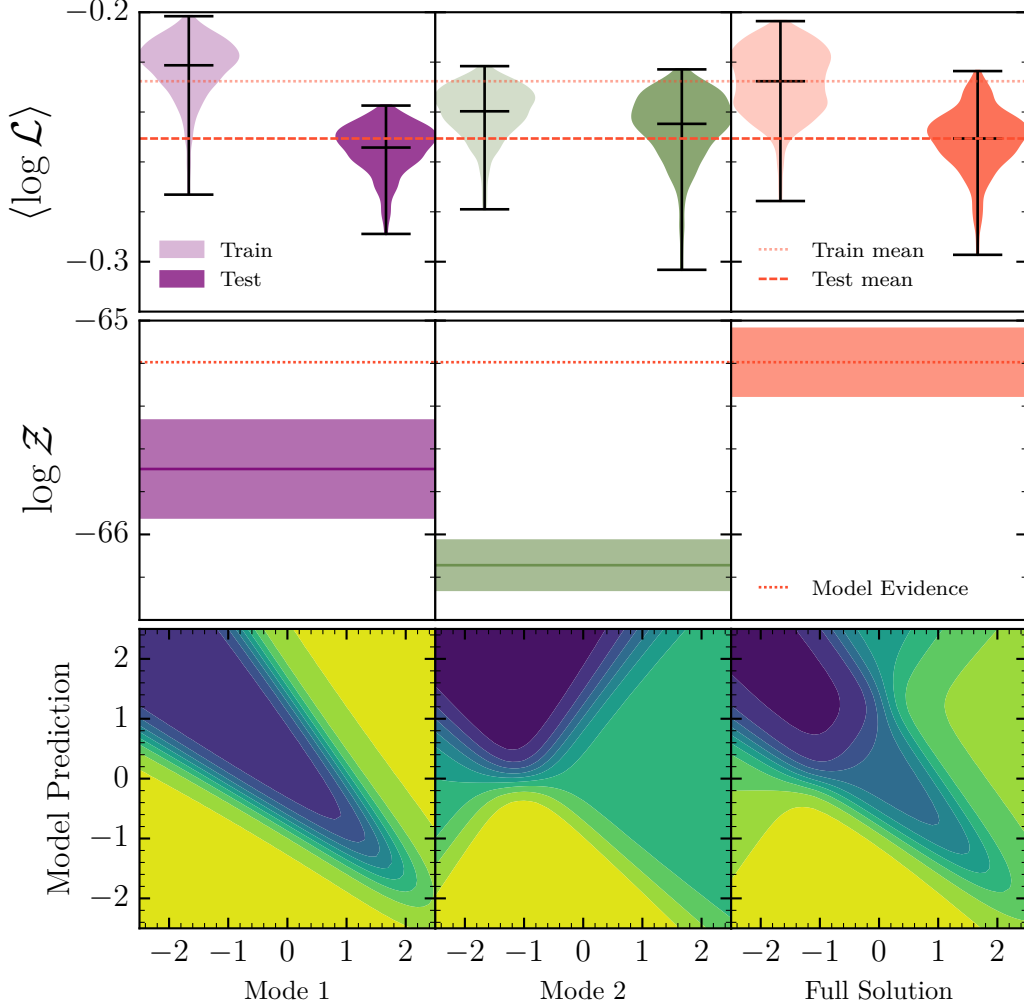 −0.2
⟨log ℒ⟩
Train
Test
Train mean
Test mean
−0.3
−65
log 𝒵
−66
Model Evidence
Model Prediction
2
1
0
−1
−2
−2 −1 0 1 2 −2 −1 0 1 2 −2 −1 0 1 2
Mode 1 Mode 2 Full Solution